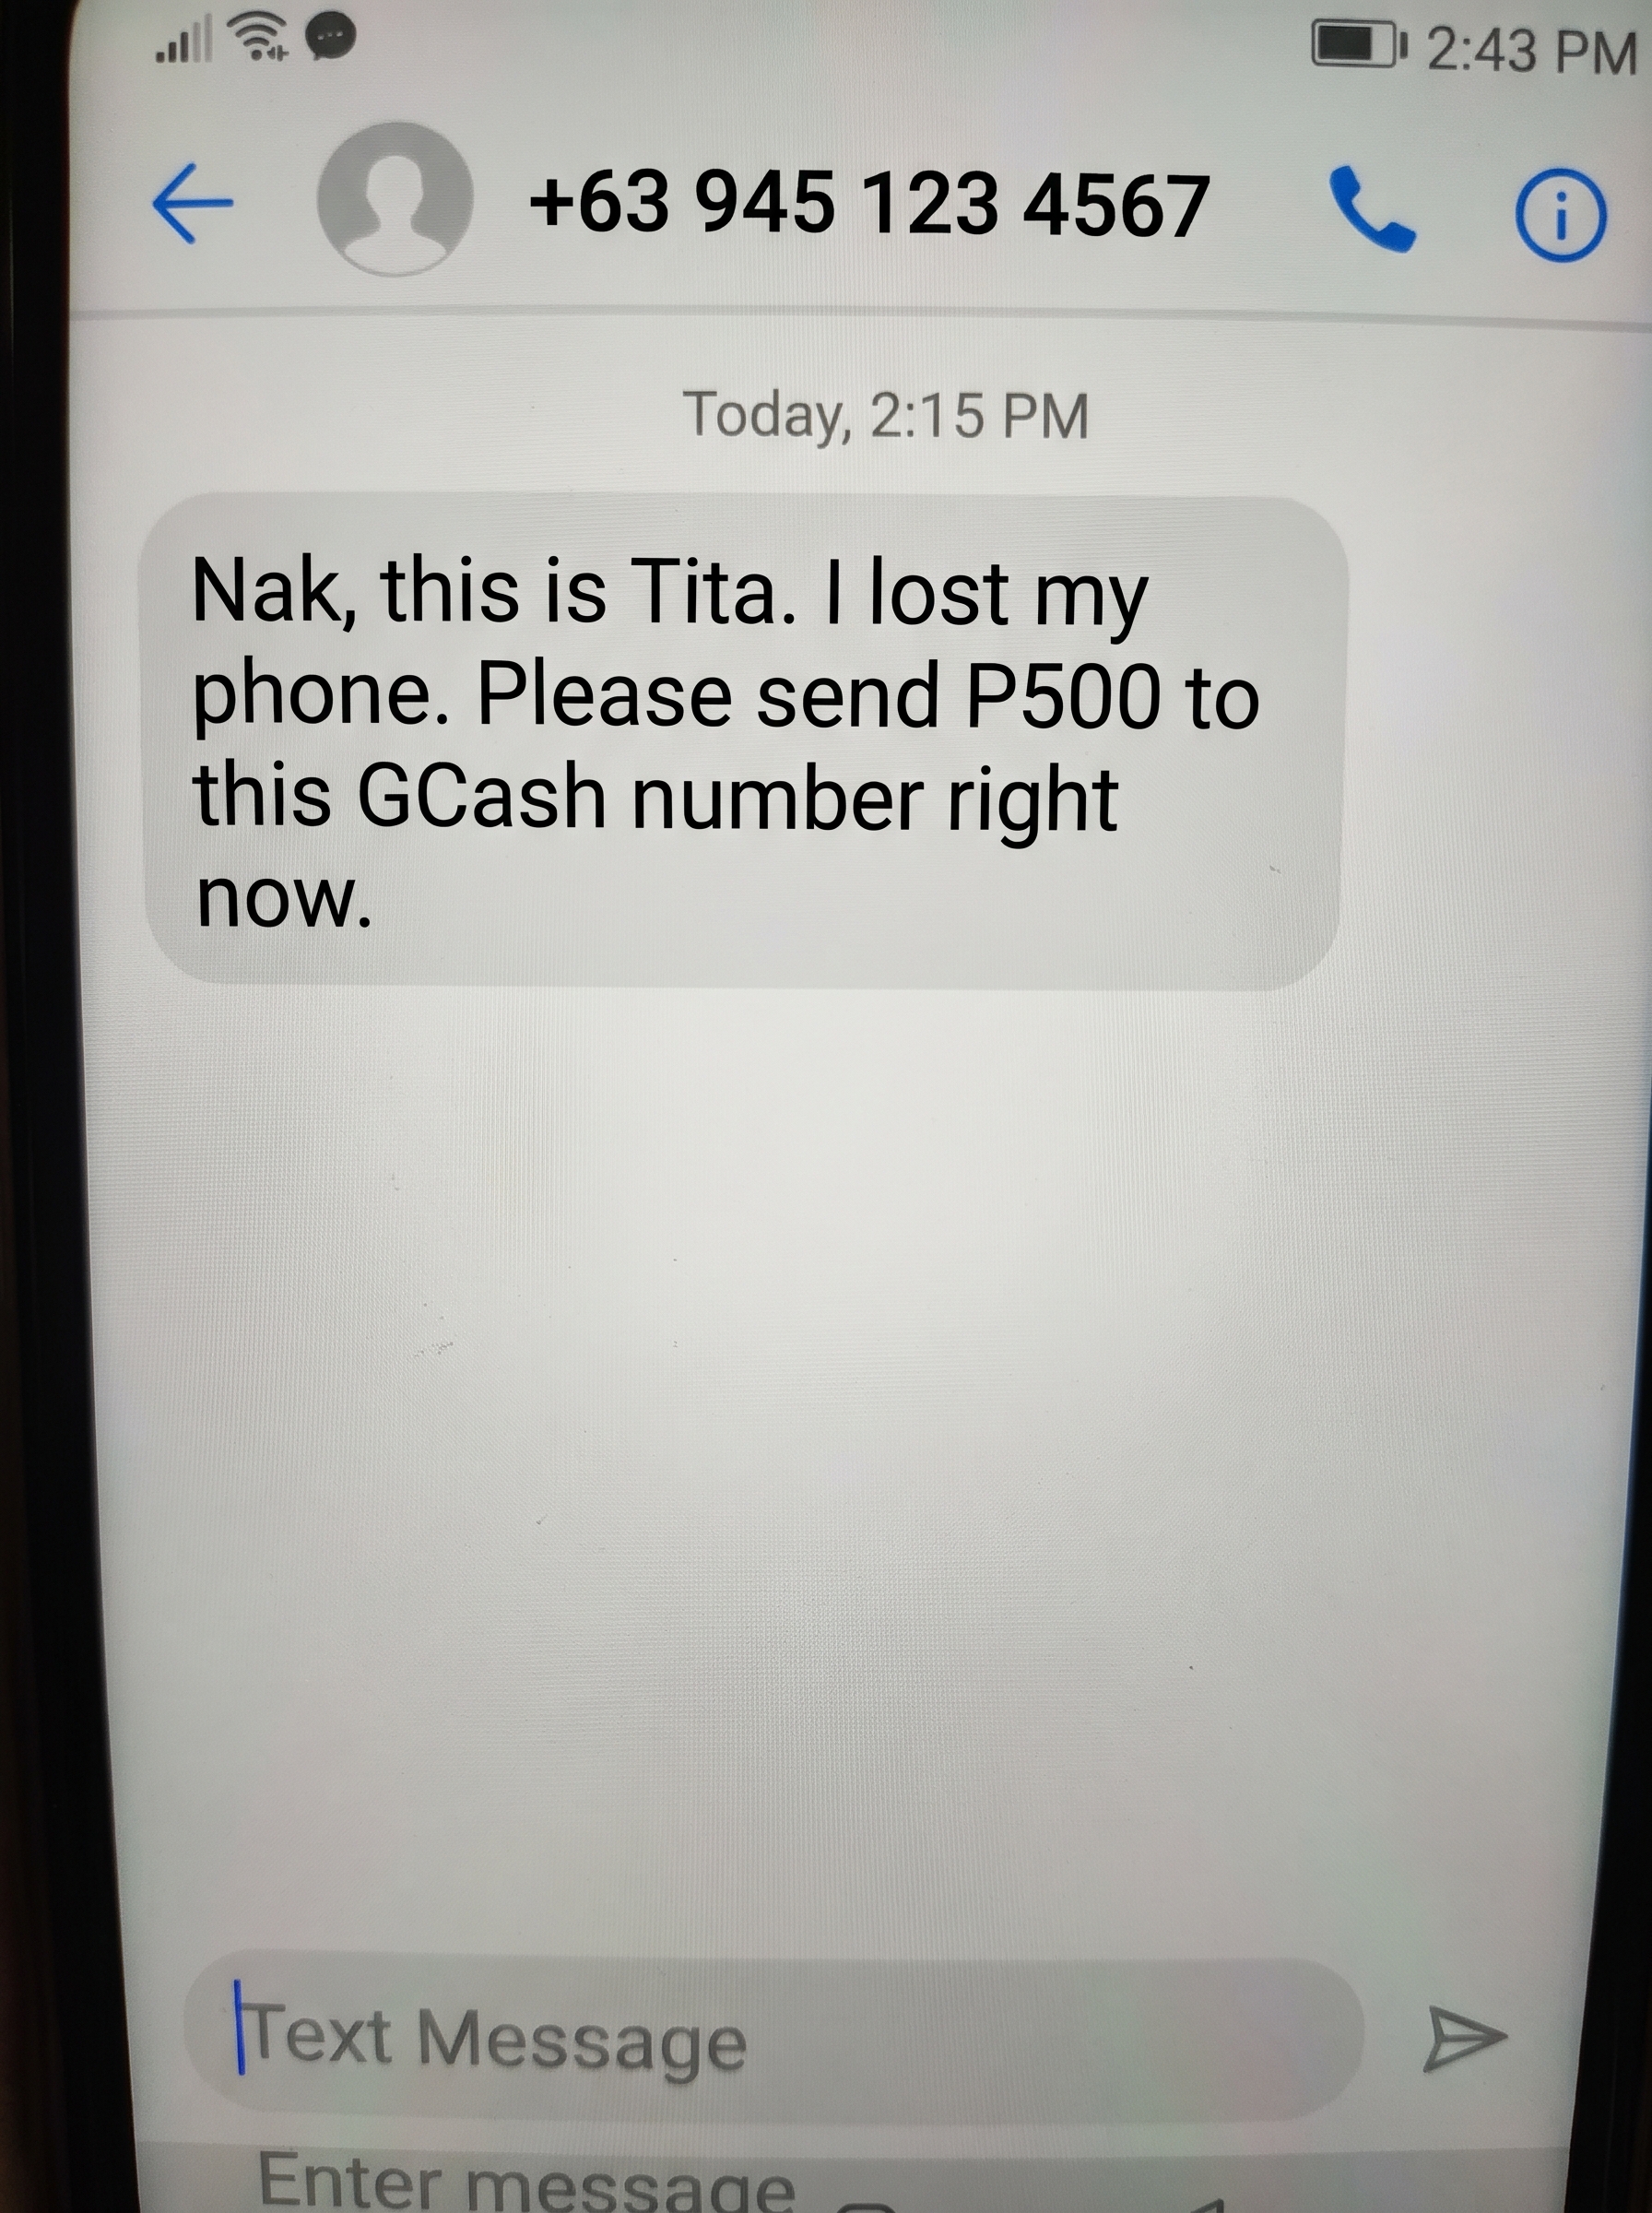 2:43 PM
+63 945 123 4567
Today, 2:15 PM
Nak, this is Tita. I lost my
phone. Please send P500 to
this GCash number right
now.
Text Message
Enter message